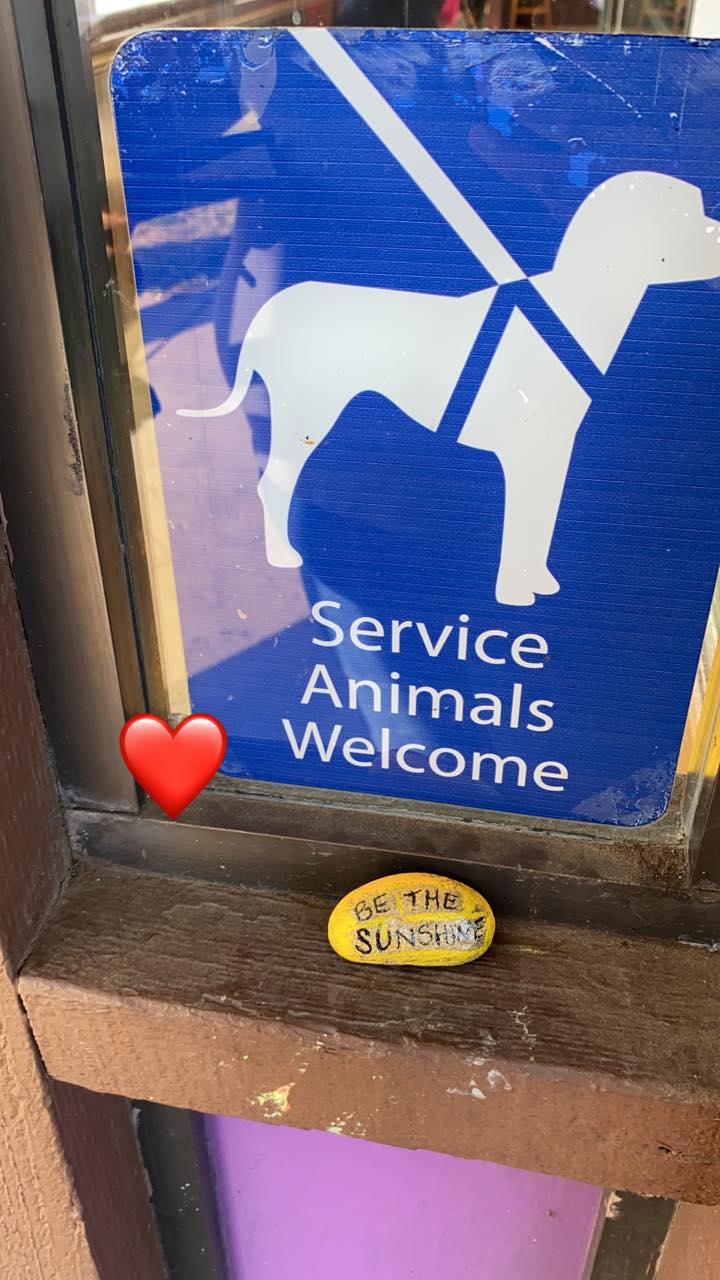 Service
Animals
Welcome
BE THE
SUNSHINE